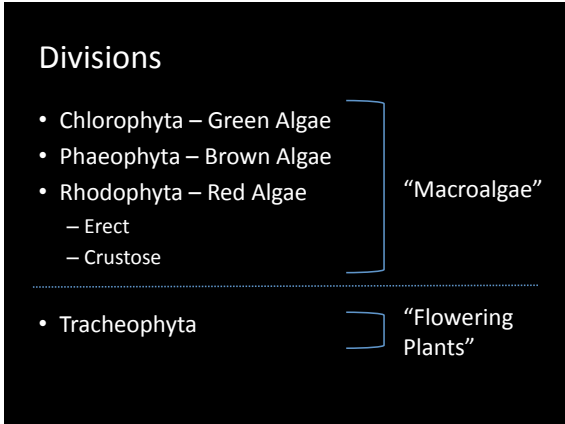 Divisions
• Chlorophyta – Green Algae
• Phaeophyta – Brown Algae
• Rhodophyta – Red Algae
– Erect
– Crustose
“Macroalgae”
• Tracheophyta
“Flowering
Plants”